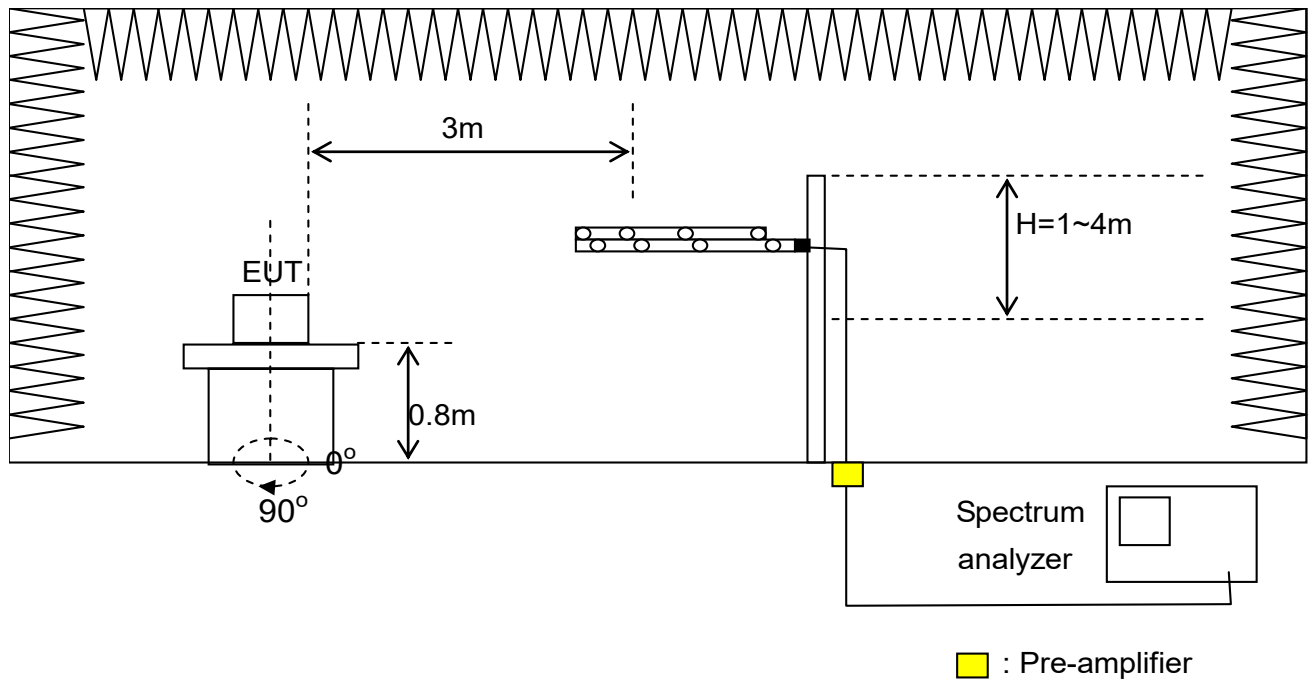 3m
H=1~4m
EUT
0.8m
0°
90°
Spectrum
analyzer
: Pre-amplifier